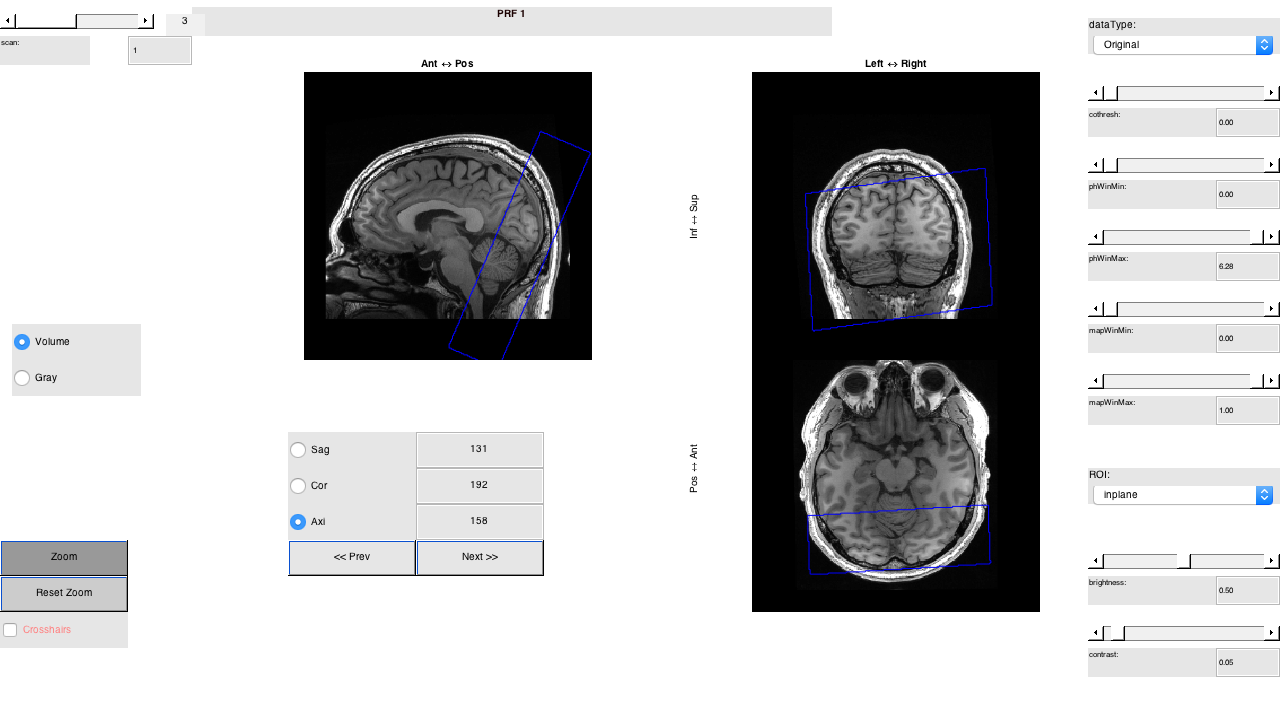 3
PRF 1
scan:
1
dataType:
Original
Ant ↔ Pos
Left ↔ Right
cothresh:
0.00
phWinMin:
0.00
Inf ↔ Sup
phWinMax:
6.28
mapWinMin:
0.00
Volume
Gray
mapWinMax:
1.00
Sag
131
Cor
192
Axi
158
<< Prev
Next >>
Pos ↔ Ant
ROI:
inplane
Zoom
Reset Zoom
Crosshairs
brightness:
0.50
contrast:
0.05